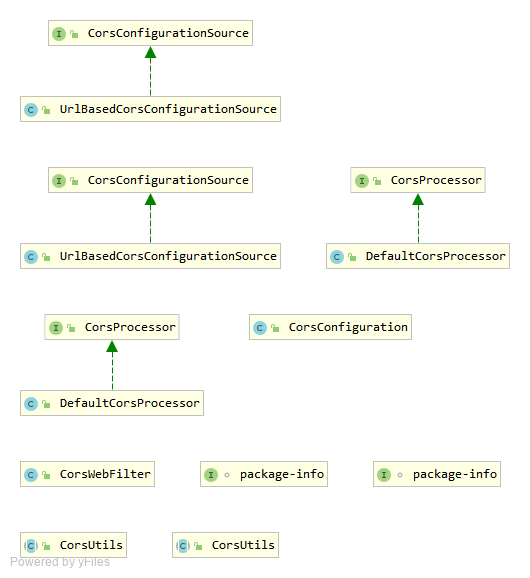 I CorsConfigurationSource
C UrlBasedCorsConfigurationSource
I CorsConfigurationSource
I CorsProcessor
C UrlBasedCorsConfigurationSource
C DefaultCorsProcessor
I CorsProcessor
C CorsConfiguration
C DefaultCorsProcessor
C CorsWebFilter
I package-info
I package-info
C CorsUtils
C CorsUtils
Powered by yFiles